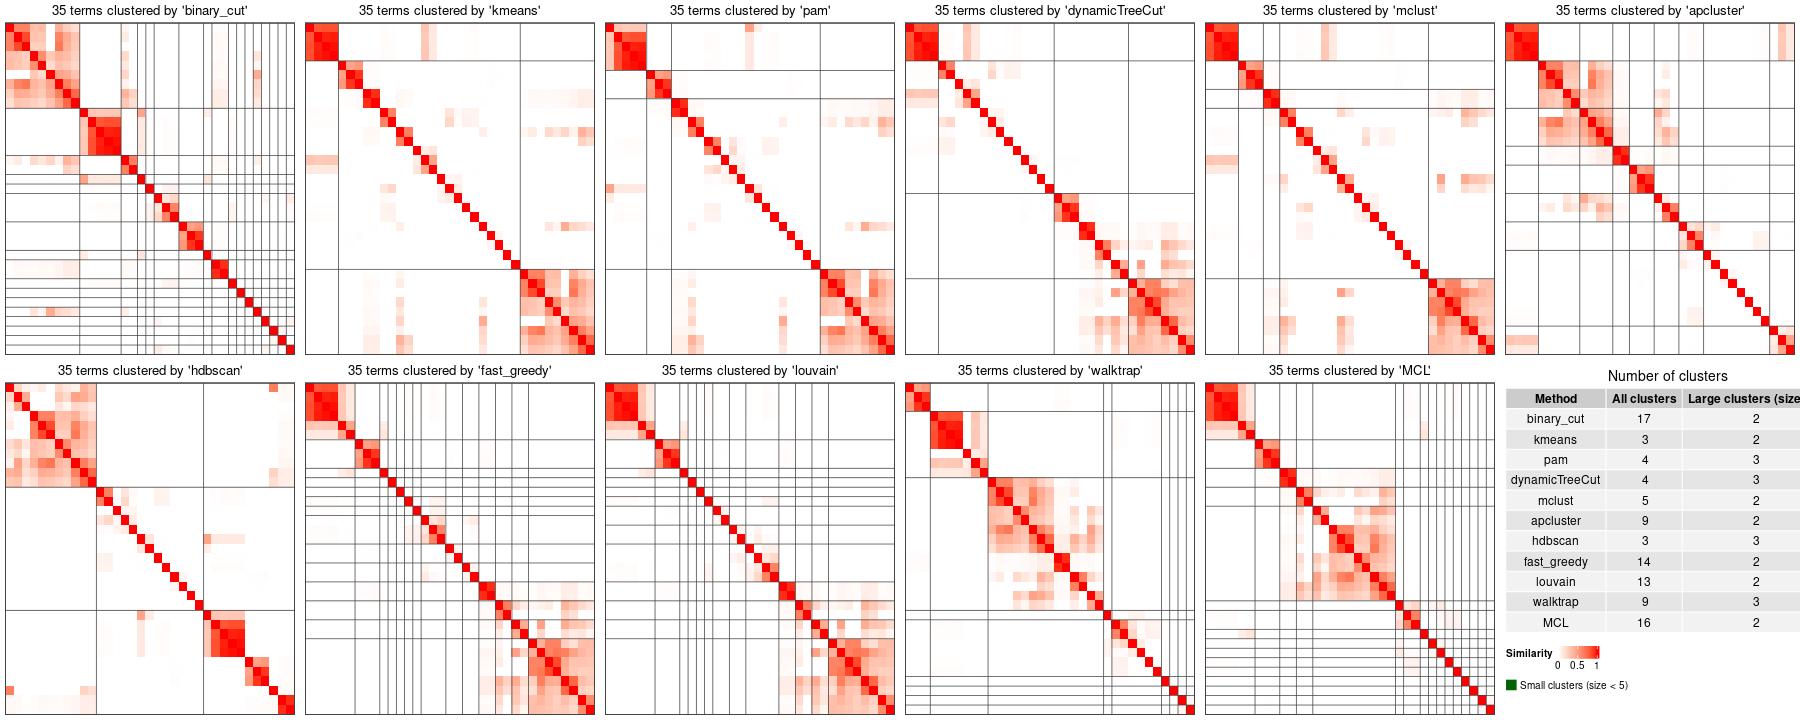 35 terms clustered by 'binary_cut'
35 terms clustered by 'kmeans'
35 terms clustered by 'pam'
35 terms clustered by 'dynamicTreeCut'
35 terms clustered by 'mclust'
35 terms clustered by 'apcluster'
35 terms clustered by 'hdbscan'
35 terms clustered by 'fast_greedy'
35 terms clustered by 'louvain'
35 terms clustered by 'walktrap'
35 terms clustered by 'MCL'
Number of clusters
Method All clusters Large clusters (size
binary_cut 17 2
kmeans 3 2
pam 4 3
dynamicTreeCut 4 3
mclust 5 2
apcluster 9 2
hdbscan 3 3
fast_greedy 14 2
louvain 13 2
walktrap 9 3
MCL 16 2
Similarity
0 0.5 1
Small clusters (size < 5)